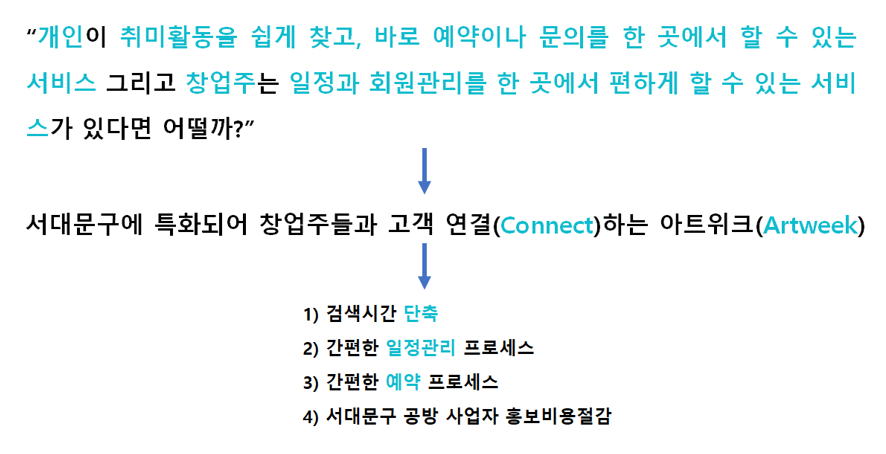 “개인이 취미활동을 쉽게 찾고, 바로 예약이나 문의를 한 곳에서 할 수 있는
서비스 그리고 창업주는 일정과 회원관리를 한 곳에서 편하게 할 수 있는 서비
스가 있다면 어떨까?”
서대문구에 특화되어 창업주들과 고객 연결(Connect)하는 아트위크(Artweek)
1) 검색시간 단축
2) 간편한 일정관리 프로세스
3) 간편한 예약 프로세스
4) 서대문구 공방 사업자 홍보비용절감